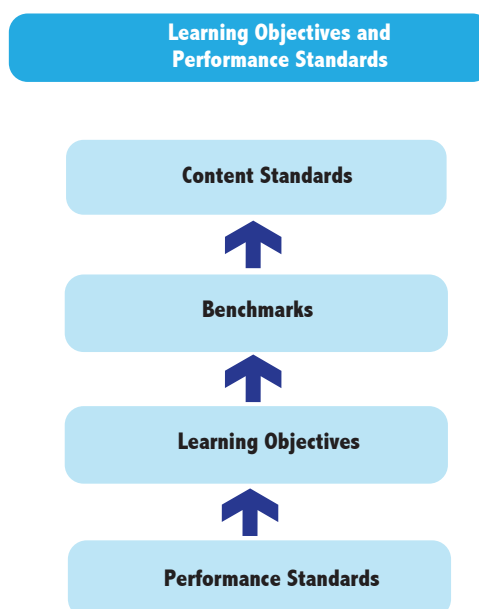 Learning Objectives and
Performance Standards
Content Standards
Benchmarks
Learning Objectives
Performance Standards